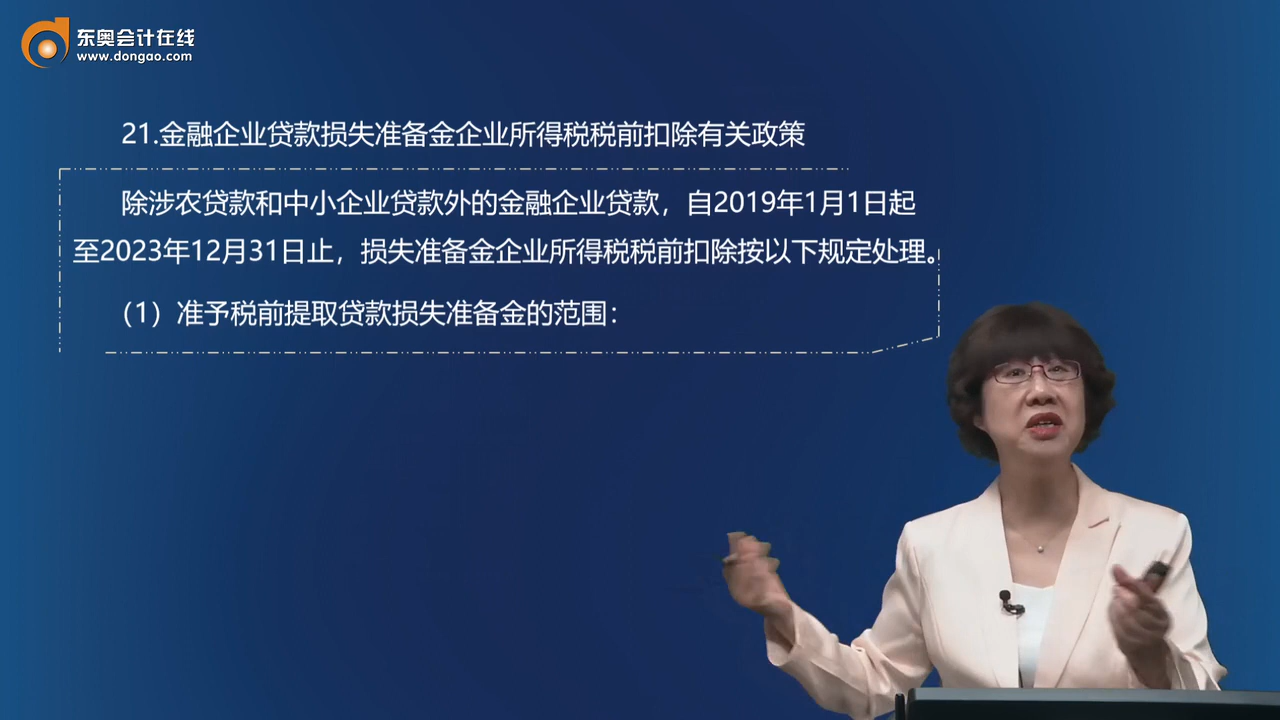 东奥会计在线
www.dongao.com
21.金融企业贷款损失准备金企业所得税税前扣除有关政策
除涉农贷款和中小企业贷款外的金融企业贷款，自2019年1月1日起
至2023年12月31日止，损失准备金企业所得税税前扣除按以下规定处理。
（1）准予税前提取贷款损失准备金的范围：